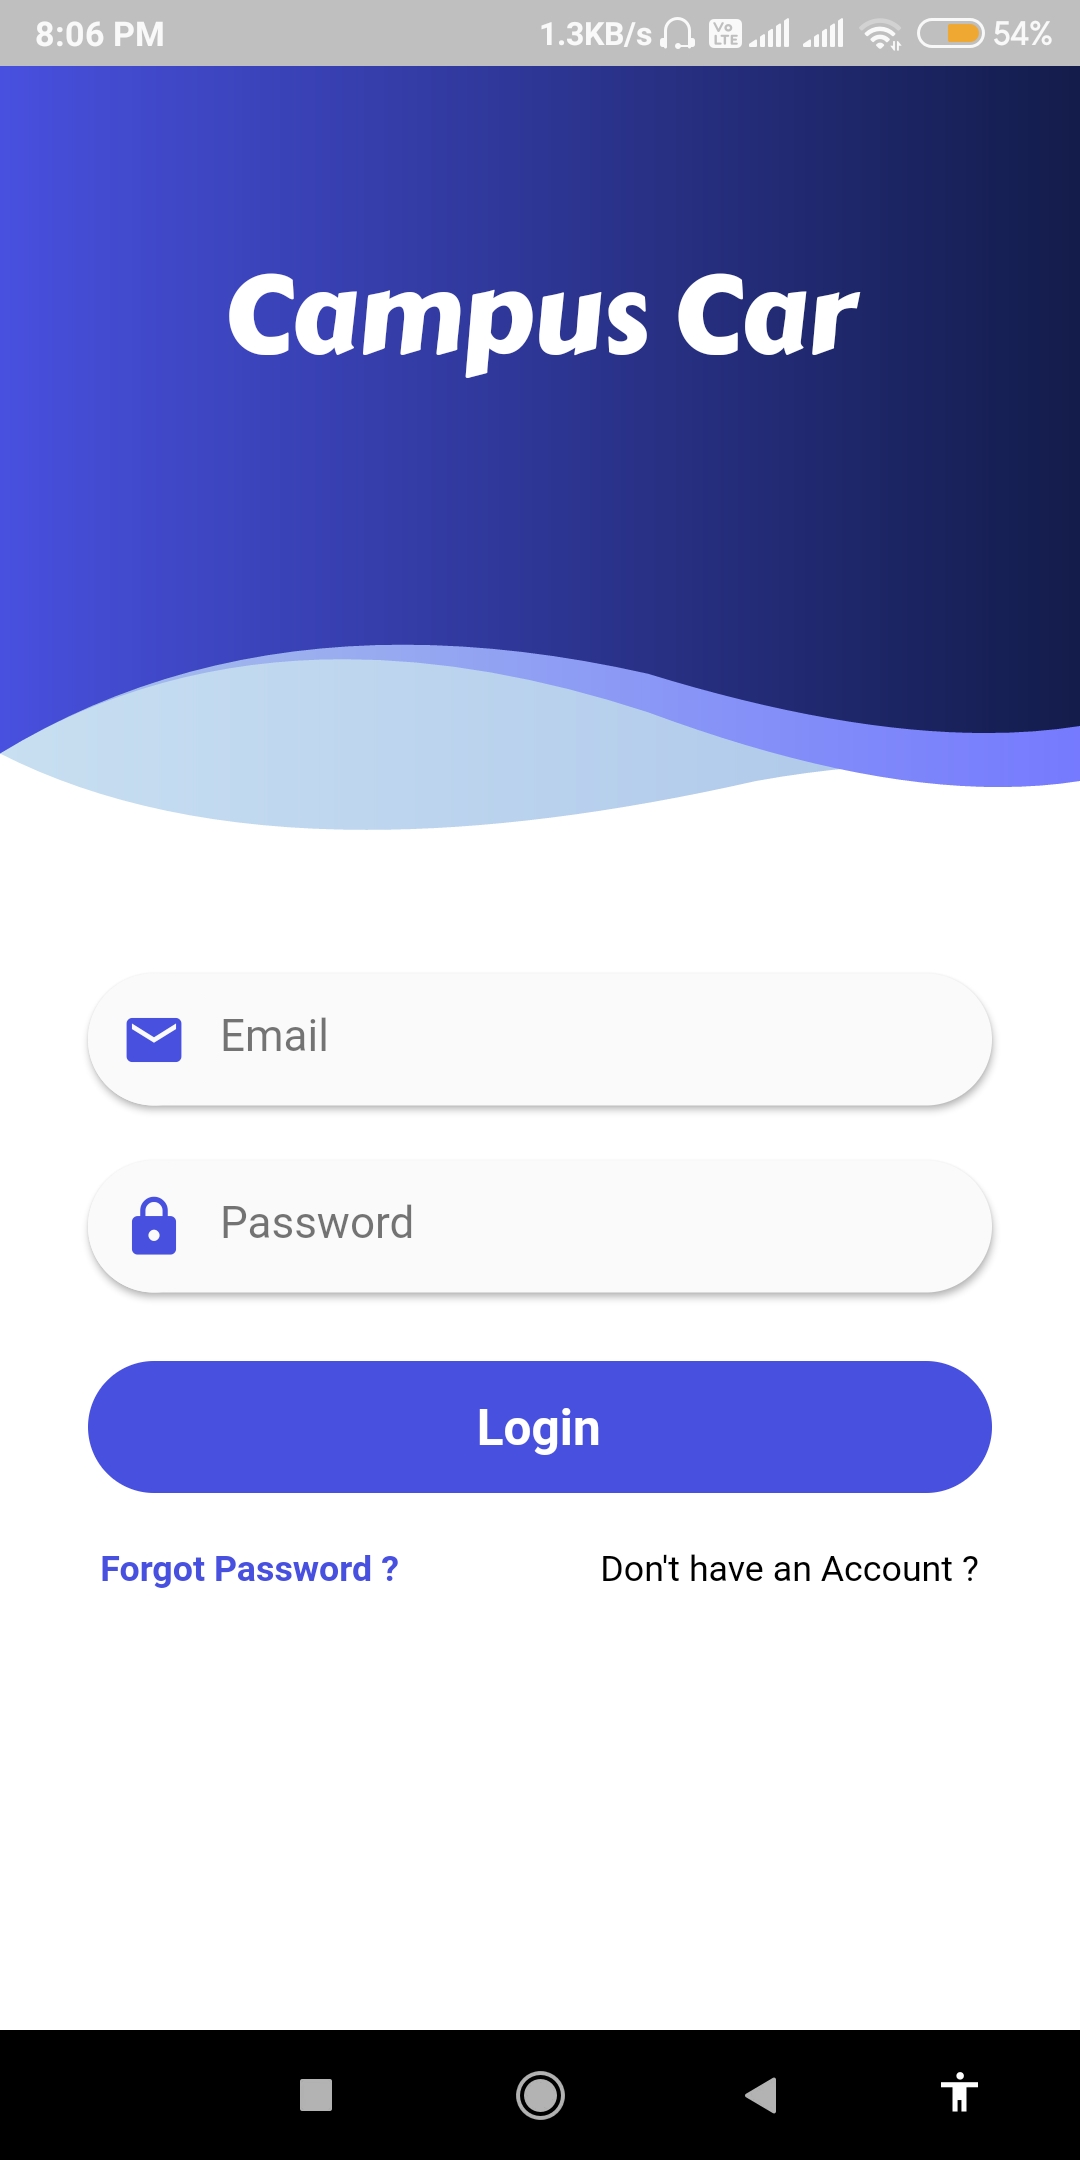 8:06 PM 1.3KB/s Vo LTE 54%
Campus Car
Email
Password
Login
Forgot Password ? Don't have an Account ?